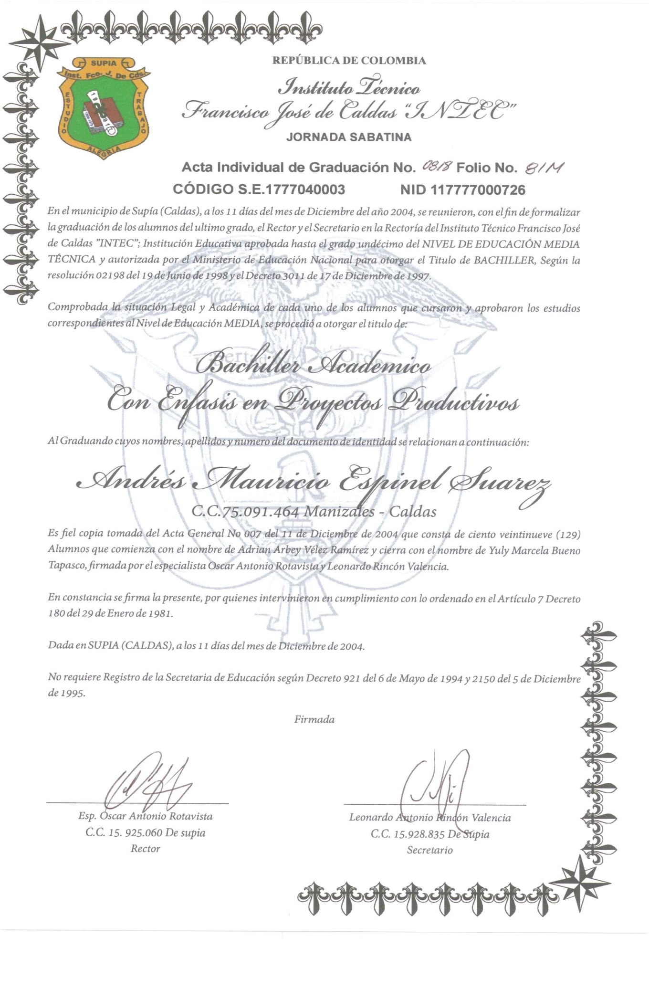 SUPIA
Inst. Fco. J. De Cds.
ESTUDIO
TRABAJO
ALEGRIA
REPÚBLICA DE COLOMBIA
Instituto Técnico
Francisco José de Caldas "INTEC"
JORNADA SABATINA
Acta Individual de Graduación No. 0818 Folio No. 81M
CÓDIGO S.E.1777040003 NID 117777000726
En el municipio de Supía (Caldas), a los 11 días del mes de Diciembre del año 2004, se reunieron, con el fin de formalizar
la graduación de los alumnos del ultimo grado, el Rector y el Secretario en la Rectoría del Instituto Técnico Francisco José
de Caldas "INTEC"; Institución Educativa aprobada hasta el grado undécimo del NIVEL DE EDUCACIÓN MEDIA
TÉCNICA y autorizada por el Ministerio de Educación Nacional para otorgar el Titulo de BACHILLER, Según la
resolución 02198 del 19 de Junio de 1998 y el Decreto 3011 de 17 de Diciembre de 1997.
Comprobada la situación Legal y Académica de cada uno de los alumnos que cursaron y aprobaron los estudios
correspondientes al Nivel de Educación MEDIA, se procedió a otorgar el titulo de:
Bachiller Academico
Con Enfasis en Proyectos Productivos
Al Graduando cuyos nombres, apellidos y numero del documento de identidad se relacionan a continuación:
Andrés Mauricio Espinel Suarez
C.C.75.091.464 Manizales - Caldas
Es fiel copia tomada del Acta General No 007 del 11 de Diciembre de 2004 que consta de ciento veintinueve (129)
Alumnos que comienza con el nombre de Adrian Arbey Vélez Ramírez y cierra con el nombre de Yuly Marcela Bueno
Tapasco, firmada por el especialista Oscar Antonio Rotavista y Leonardo Rincón Valencia.
En constancia se firma la presente, por quienes intervinieron en cumplimiento con lo ordenado en el Artículo 7 Decreto
180 del 29 de Enero de 1981.
Dada en SUPIA (CALDAS), a los 11 días del mes de Diciembre de 2004.
No requiere Registro de la Secretaria de Educación según Decreto 921 del 6 de Mayo de 1994 y 2150 del 5 de Diciembre
de 1995.
Firmada
Esp. Oscar Antonio Rotavista
C.C. 15. 925.060 De supia
Rector
Leonardo Antonio Rincón Valencia
C.C. 15.928.835 De Supia
Secretario